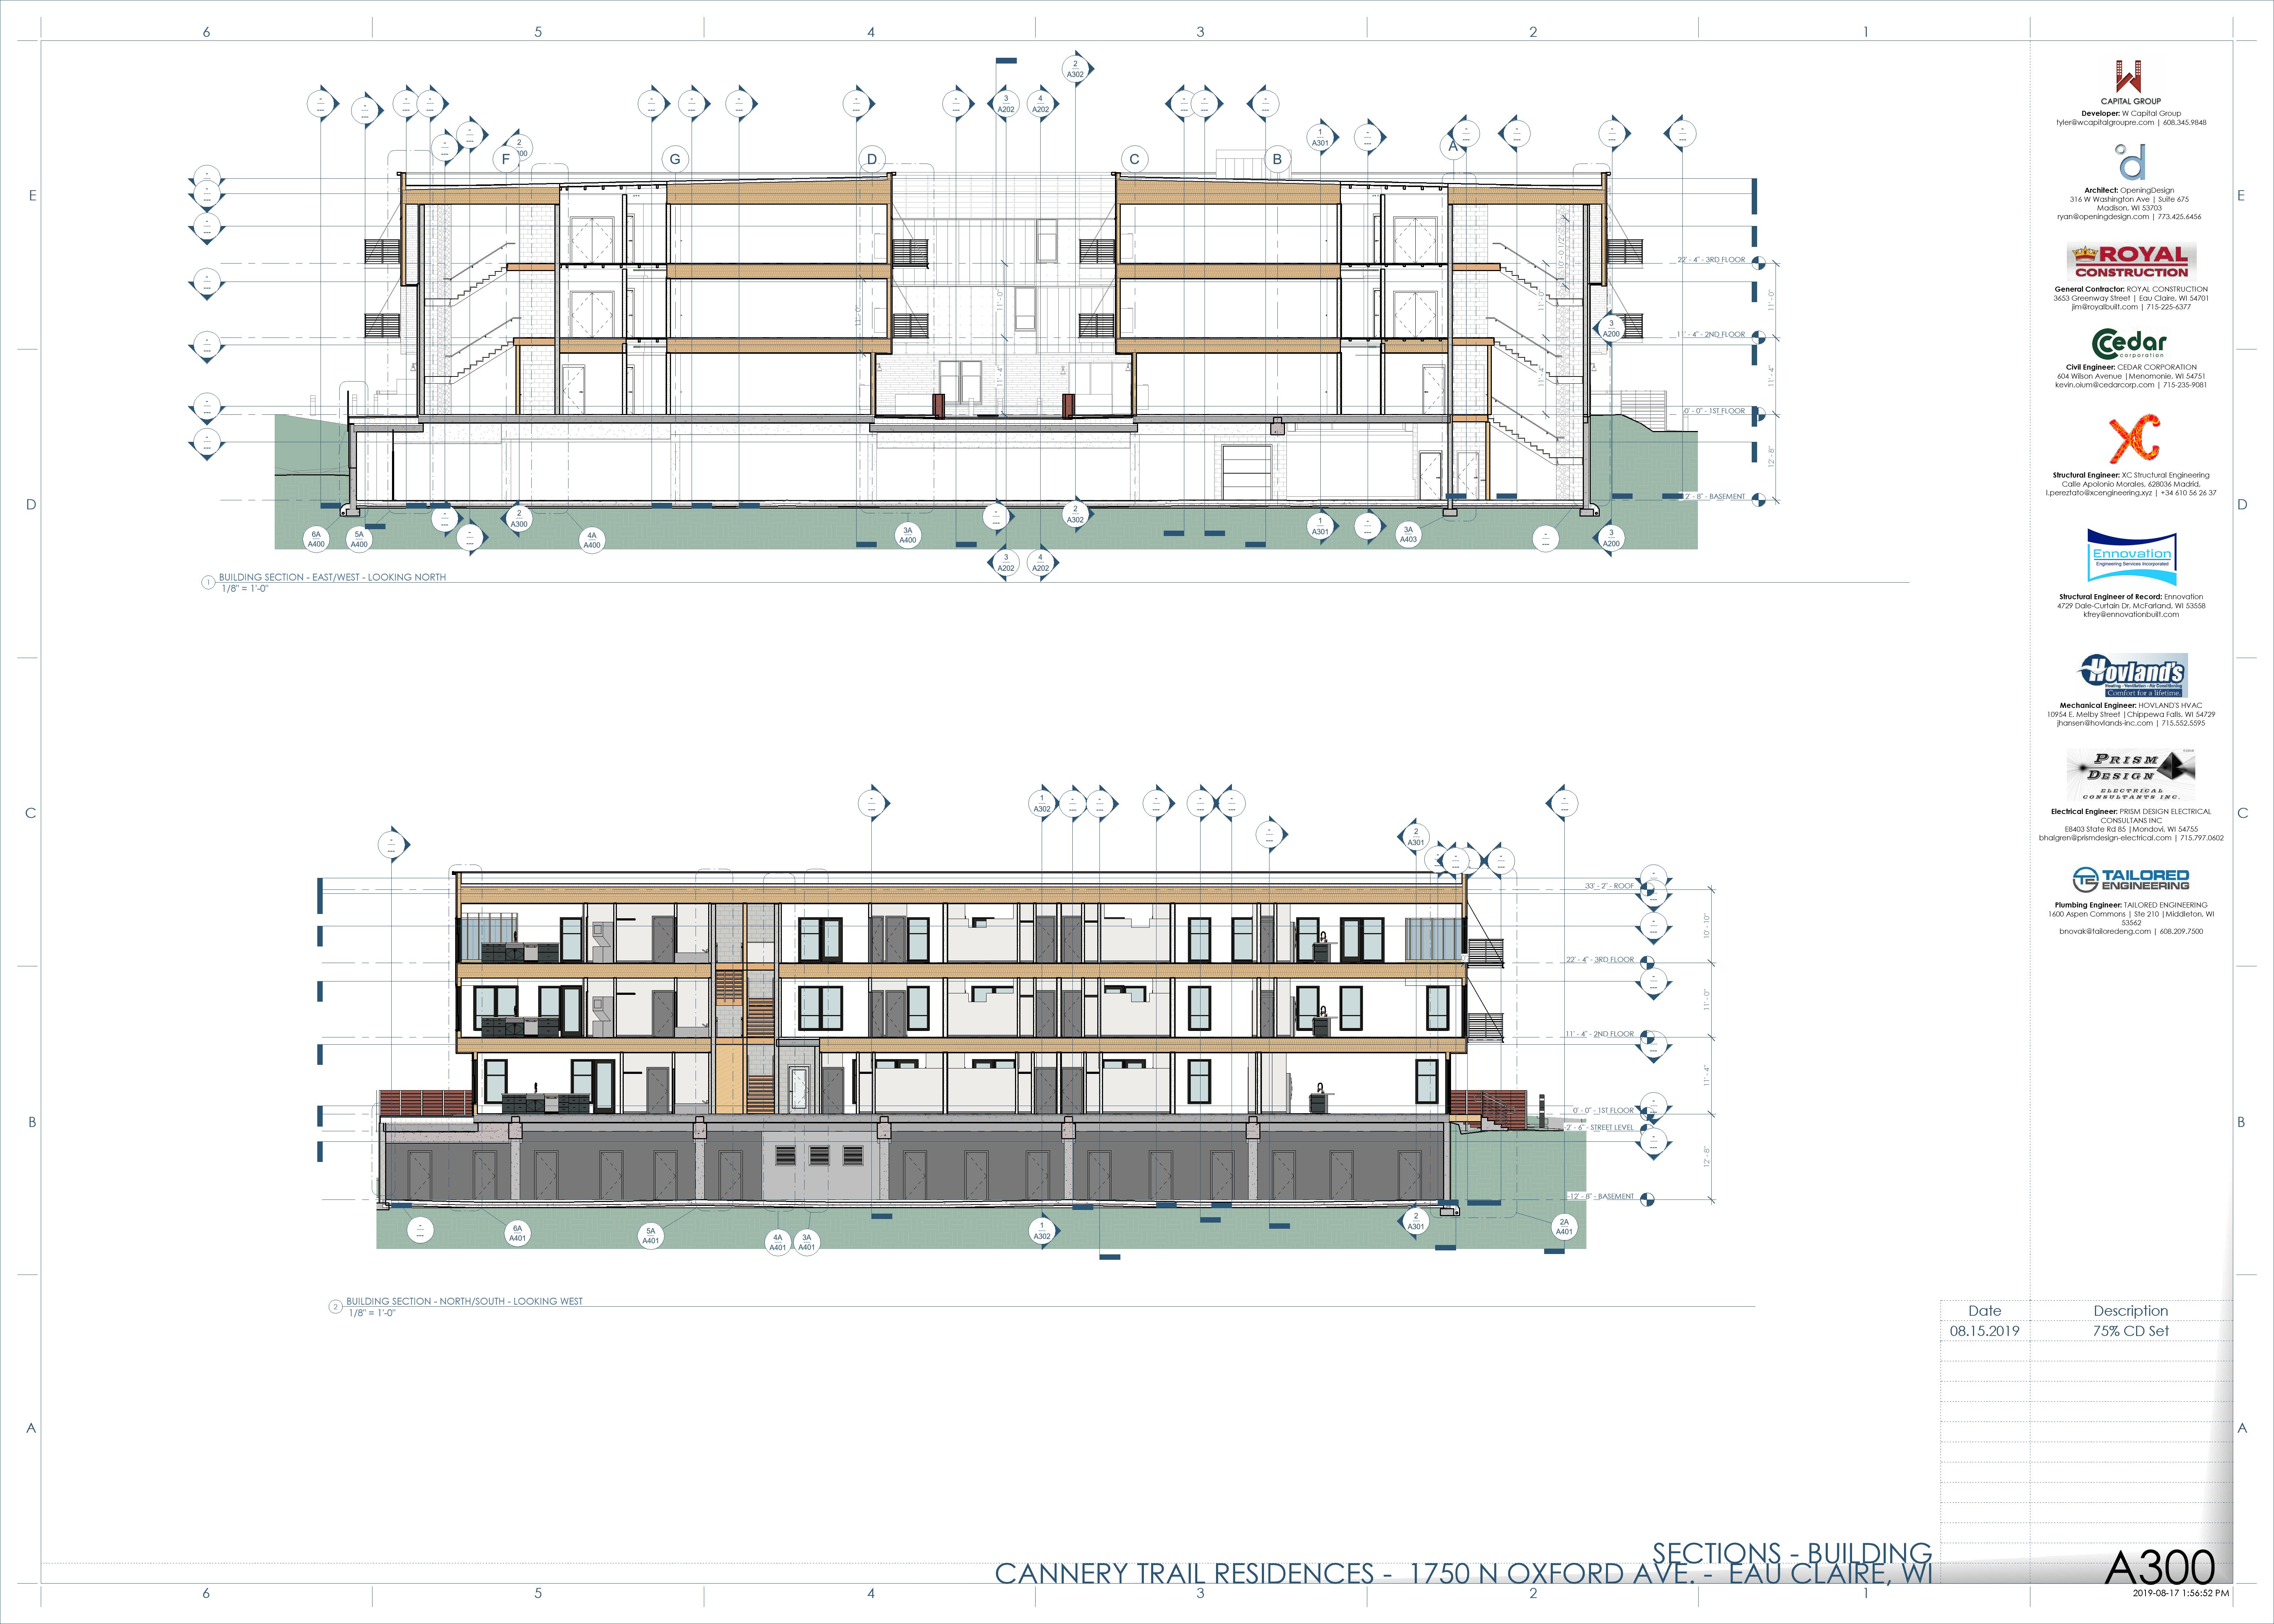 6 5 4 3 2 1
E
D
C
B
A
2
A302
3
A202
4
A202
1
A301
2
F G D C B A
22' - 4" - 3RD FLOOR
11' - 4" - 2ND FLOOR
0' - 0" - 1ST FLOOR
2' - 8" - BASEMENT
11' - 0"
11' - 4"
12' - 8"
3
A200
6A
A400
5A
A400
2
A300
4A
A400
3A
A400
2
A302
3
A202
4
A202
1
A301
3A
A403
3
A200
1 BUILDING SECTION - EAST/WEST - LOOKING NORTH
1/8" = 1'-0"
1
A302
2
A301
33' - 2" - ROOF
22' - 4" - 3RD FLOOR
11' - 4" - 2ND FLOOR
0' - 0" - 1ST FLOOR
-2' - 6" - STREET LEVEL
-12' - 8" - BASEMENT
10' - 10"
11' - 0"
11' - 4"
12' - 8"
6A
A401
5A
A401
4A
A401
3A
A401
1
A302
2
A301
2A
A401
2 BUILDING SECTION - NORTH/SOUTH - LOOKING WEST
1/8" = 1'-0"
CAPITAL GROUP
Developer: W Capital Group
tyler@wcapitalgroupre.com | 608.345.9848
Architect: OpeningDesign
316 W Washington Ave | Suite 675
Madison, WI 53703
ryan@openingdesign.com | 773.425.6456
ROYAL
CONSTRUCTION
General Contractor: ROYAL CONSTRUCTION
3653 Greenway Street | Eau Claire, WI 54701
jim@royalbuilt.com | 715-225-6377
Cedar
corporation
Civil Engineer: CEDAR CORPORATION
604 Wilson Avenue |Menomonie, WI 54751
kevin.oium@cedarcorp.com | 715-235-9081
XC
Structural Engineer: XC Structural Engineering
Calle Apolonio Morales, 628036 Madrid,
l.pereztato@xcengineering.xyz | +34 610 56 26 37
Ennovation
Engineering Services Incorporated
Structural Engineer of Record: Ennovation
4729 Dale-Curtain Dr, McFarland, WI 53558
kfrey@ennovationbuilt.com
Hovland's
Heating - Ventilation - Air Conditioning
Comfort for a lifetime.
Mechanical Engineer: HOVLAND'S HVAC
10954 E. Melby Street |Chippewa Falls, WI 54729
jhansen@hovlands-inc.com | 715.552.5595
PRISM
DESIGN
ELECTRICAL
CONSULTANTS INC.
Electrical Engineer: PRISM DESIGN ELECTRICAL
CONSULTANS INC
E8403 State Rd 85 |Mondovi, WI 54755
bhalgren@prismdesign-electrical.com | 715.797.0602
TAILORED
ENGINEERING
Plumbing Engineer: TAILORED ENGINEERING
1600 Aspen Commons | Ste 210 |Middleton, WI
53562
bnovak@tailoredeng.com | 608.209.7500
Date Description
08.15.2019 75% CD Set
SECTIONS - BUILDING
CANNERY TRAIL RESIDENCES - 1750 N OXFORD AVE. - EAU CLAIRE, WI
A300
2019-08-17 1:56:52 PM
6 5 4 3 2 1